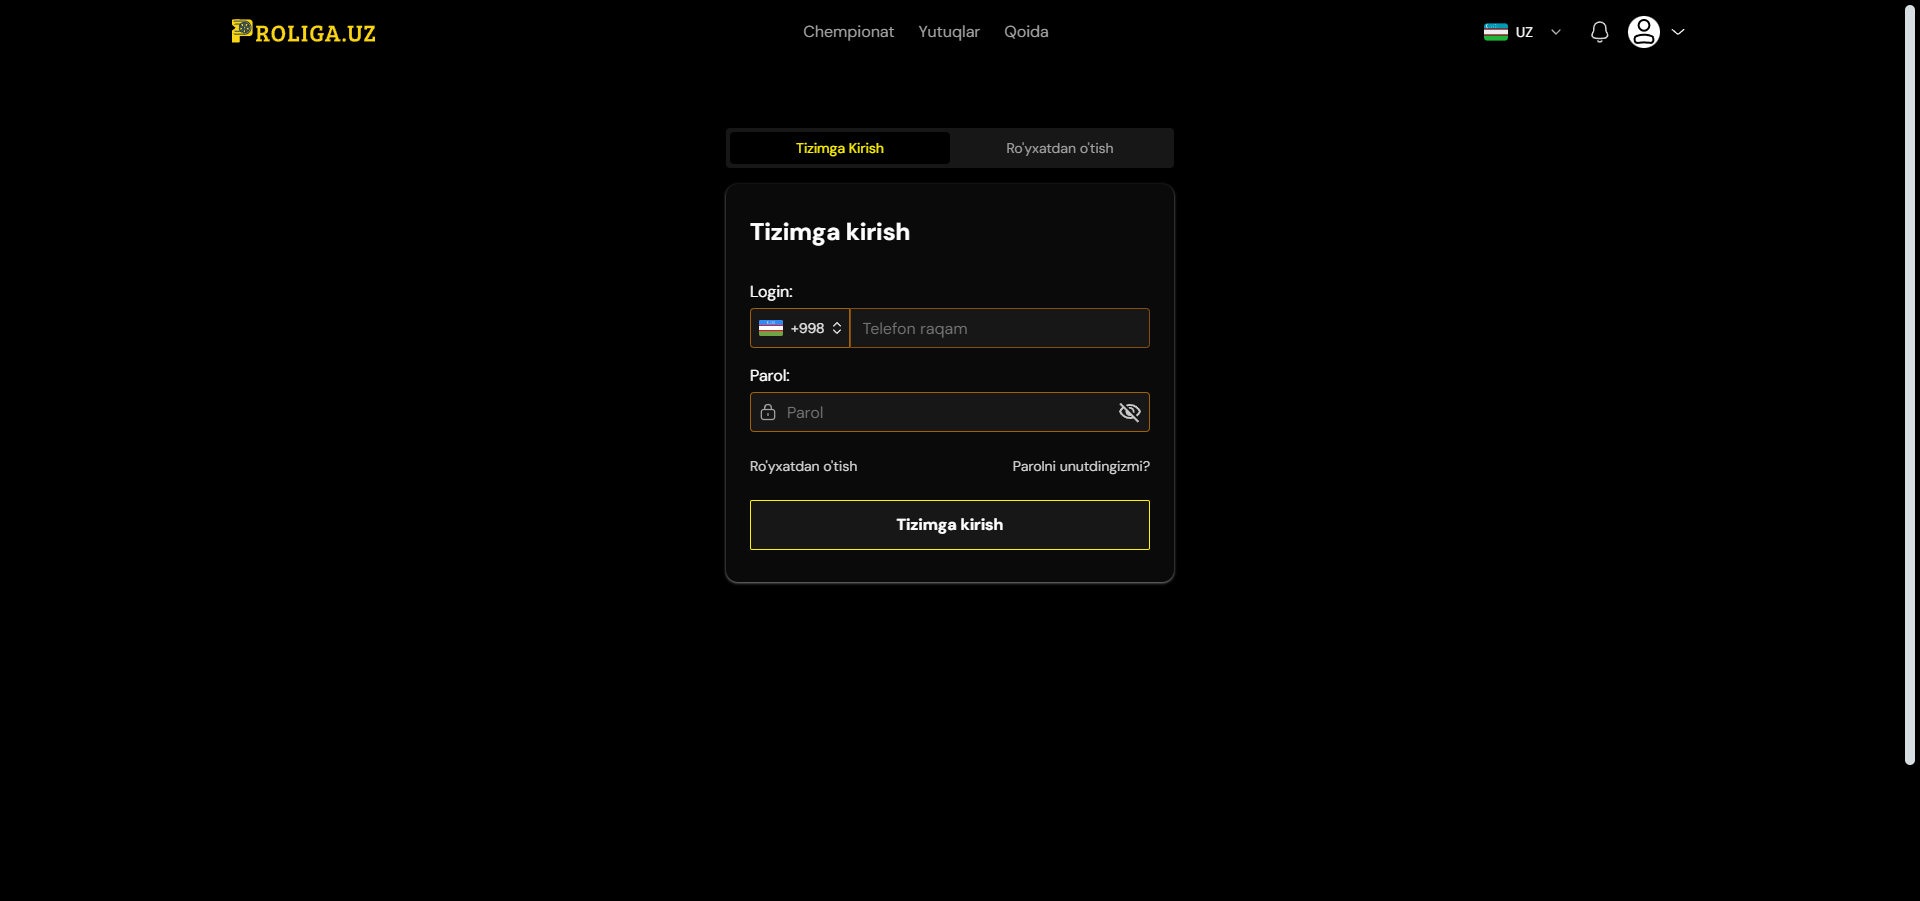 PROLIGA.UZ
Chempionat Yutuqlar Qoida
UZ
Tizimga Kirish
Ro'yxatdan o'tish
Tizimga kirish
Login:
+998
Telefon raqam
Parol:
Parol
Ro'yxatdan o'tish
Parolni unutdingizmi?
Tizimga kirish